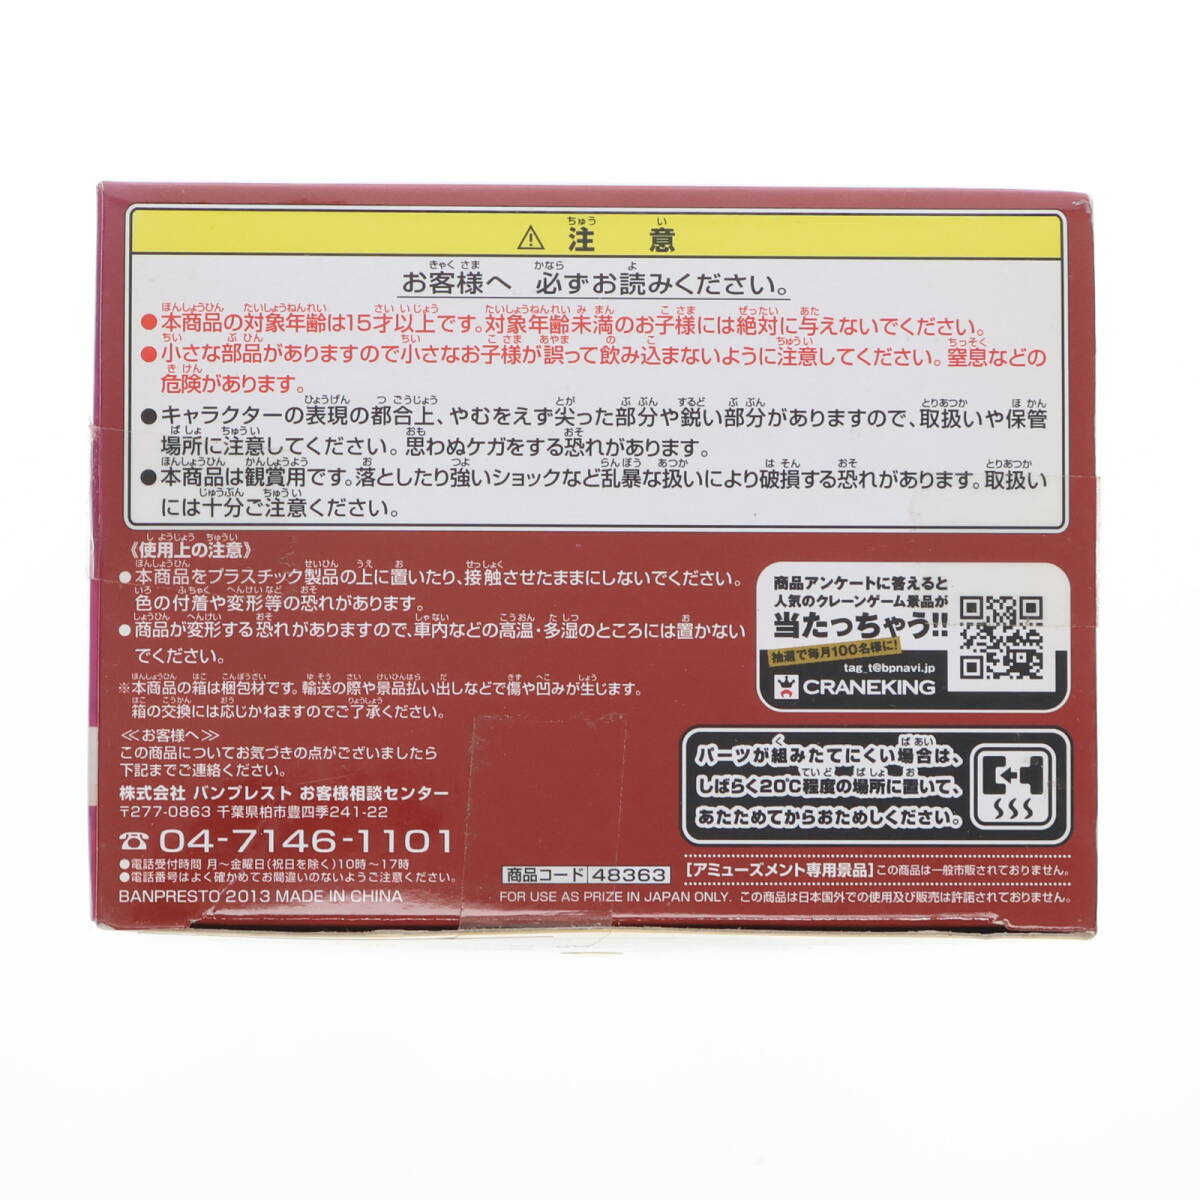 ⚠ 注意
お客様へ 必ずお読みください。
●本商品の対象年齢は15才以上です。対象年齢未満のお子様には絶対に与えないでください。
●小さな部品がありますので小さなお子様が誤って飲み込まないように注意してください。窒息などの
危険があります。
●キャラクターの表現の都合上、やむをえず尖った部分や鋭い部分がありますので、取扱いや保管
場所に注意してください。思わぬケガをする恐れがあります。
●本商品は観賞用です。落としたり強いショックなど乱暴な扱いにより破損する恐れがあります。取扱い
には十分ご注意ください。
《使用上の注意》
●本商品をプラスチック製品の上に置いたり、接触させたままにしないでください。
色の付着や変形等の恐れがあります。
●商品が変形する恐れがありますので、車内などの高温・多湿のところには置かない
でください。
※本商品の箱は梱包材です。輸送の際や景品払い出しなどで傷や凹みが生じます。
箱の交換には応じかねますのでご了承ください。
≪お客様へ≫
この商品についてお気づきの点がございましたら
下記までご連絡ください。
株式会社 バンプレスト お客様相談センター
〒277-0863 千葉県柏市豊四季241-22
☎04-7146-1101
●電話受付時間 月〜金曜日(祝日を除く)10時〜17時
●電話番号はよく確かめてお間違いのないようご注意ください。
BANPRESTO 2013 MADE IN CHINA
商品アンケートに答えると
人気のクレーンゲーム景品が
当たっちゃう!!
抽選で毎月100名様に!
tag_t@bpnavi.jp
CRANEKING
パーツが組みたてにくい場合は、
しばらく20℃程度の場所に置いて、
あたためてからおためしください。
商品コード 48363
[アミューズメント専用景品] この商品は一般市販されておりません。
FOR USE AS PRIZE IN JAPAN ONLY. この商品は日本国外での使用及び販売は許諾されておりません。